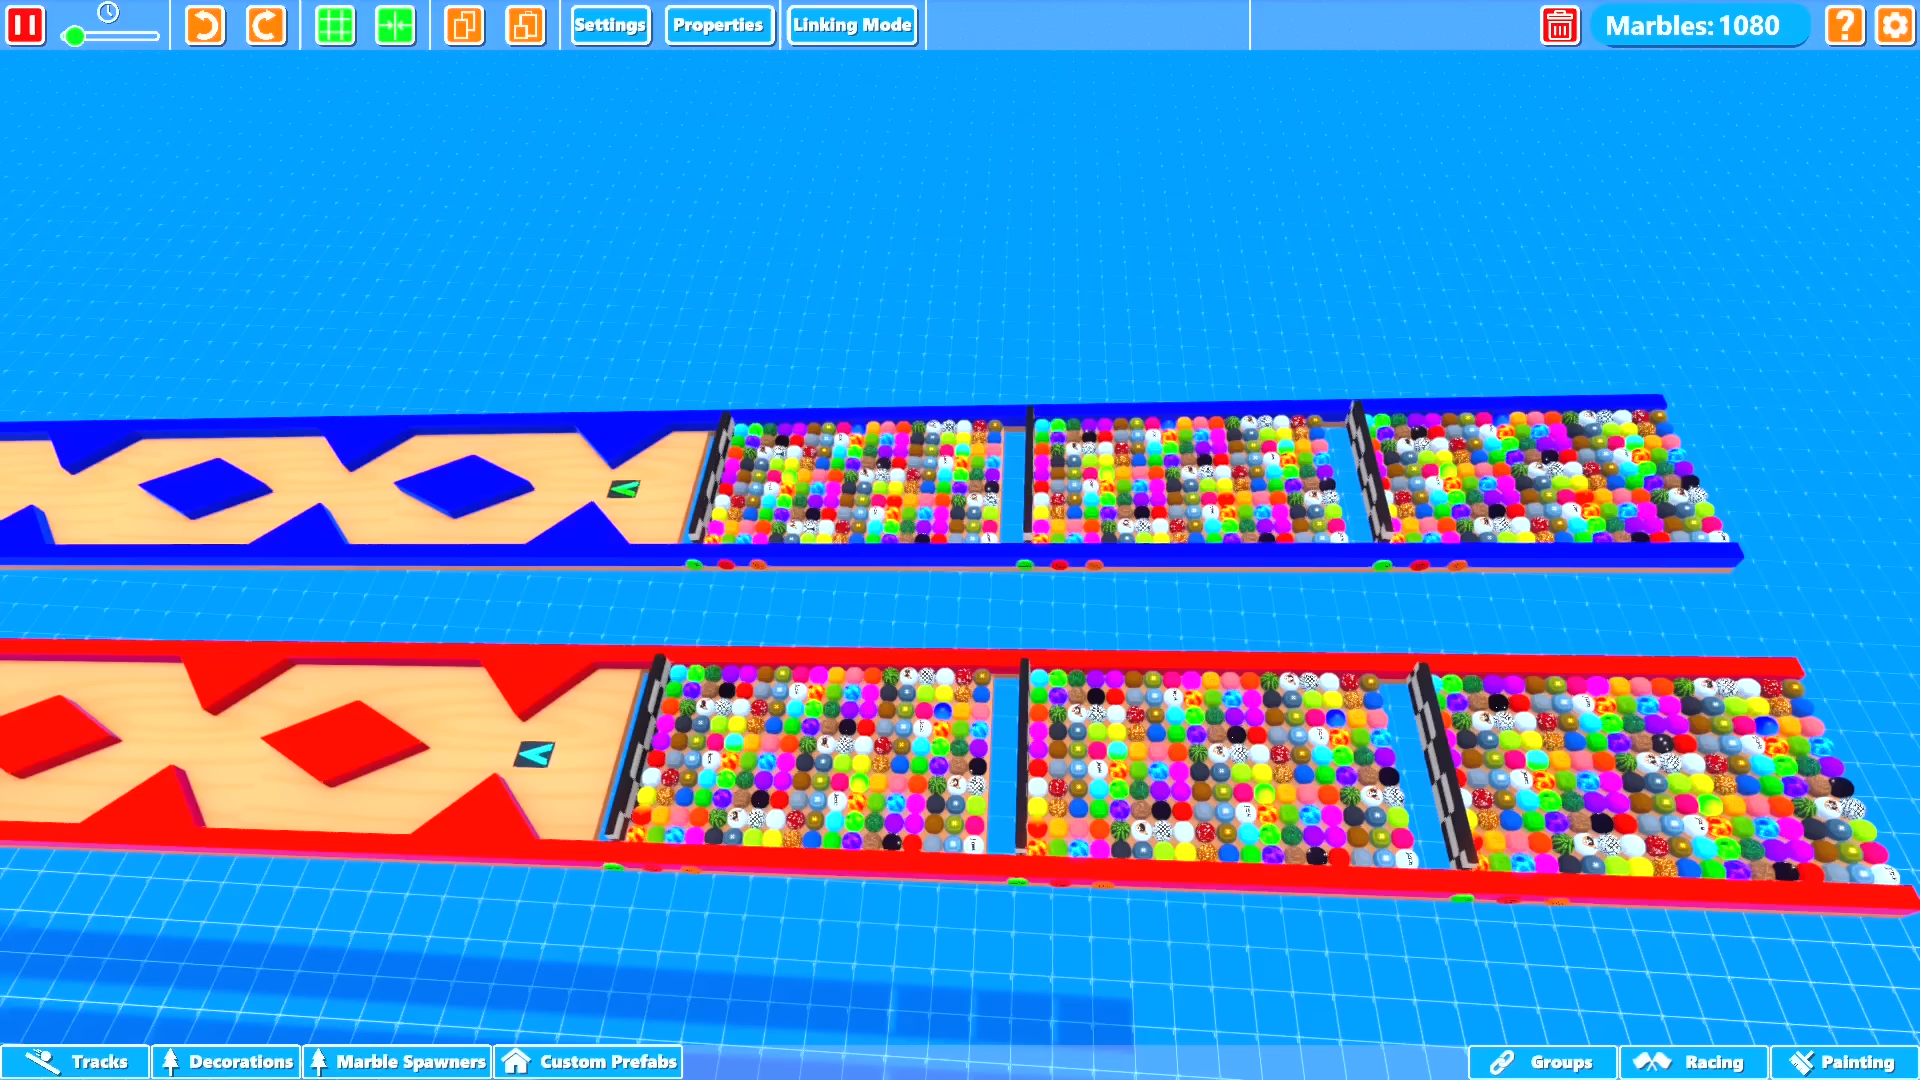 Settings
Properties
Linking Mode
Marbles: 1080
?
Tracks
Decorations
Marble Spawners
Custom Prefabs
Groups
Racing
Painting